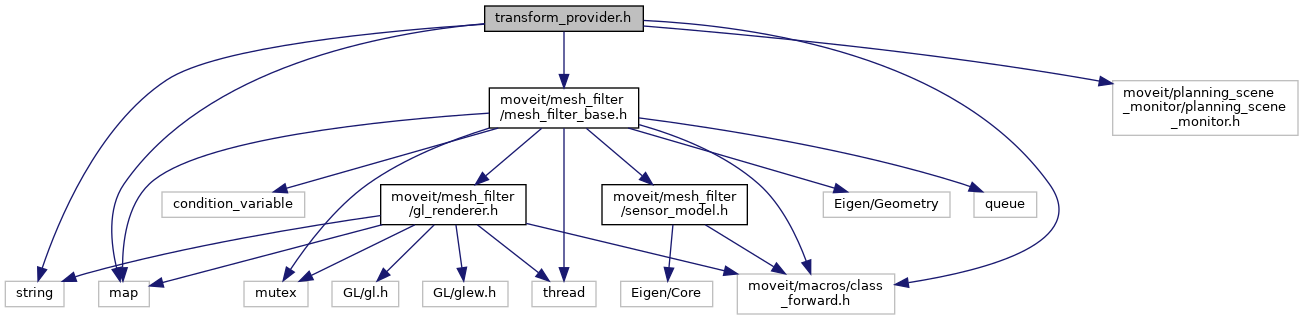 transform_provider.h
moveit/mesh_filter
/mesh_filter_base.h
moveit/planning_scene
_monitor/planning_scene
_monitor.h
condition_variable
moveit/mesh_filter
/gl_renderer.h
moveit/mesh_filter
/sensor_model.h
Eigen/Geometry
queue
string
map
mutex
GL/gl.h
GL/glew.h
thread
Eigen/Core
moveit/macros/class
_forward.h